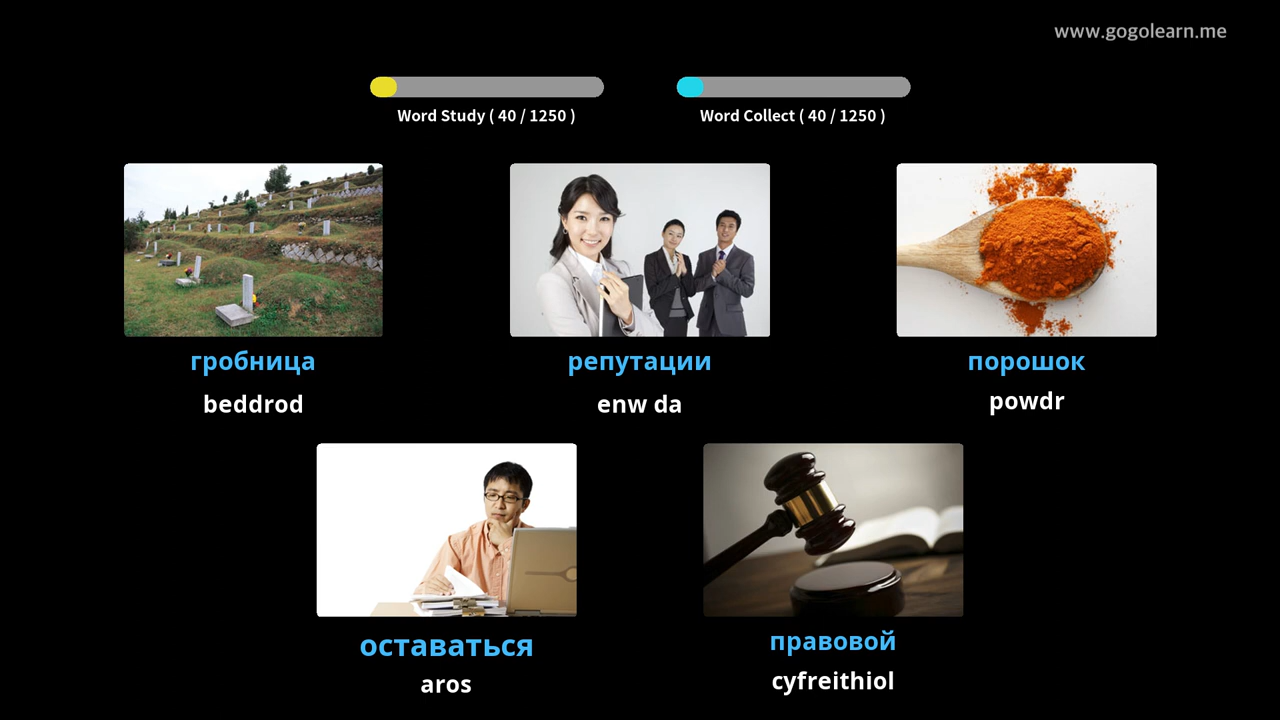 www.gogolearn.me
Word Study ( 40 / 1250 )
Word Collect ( 40 / 1250 )
гробница
beddrod
репутации
enw da
порошок
powdr
оставаться
aros
правовой
cyfreithiol